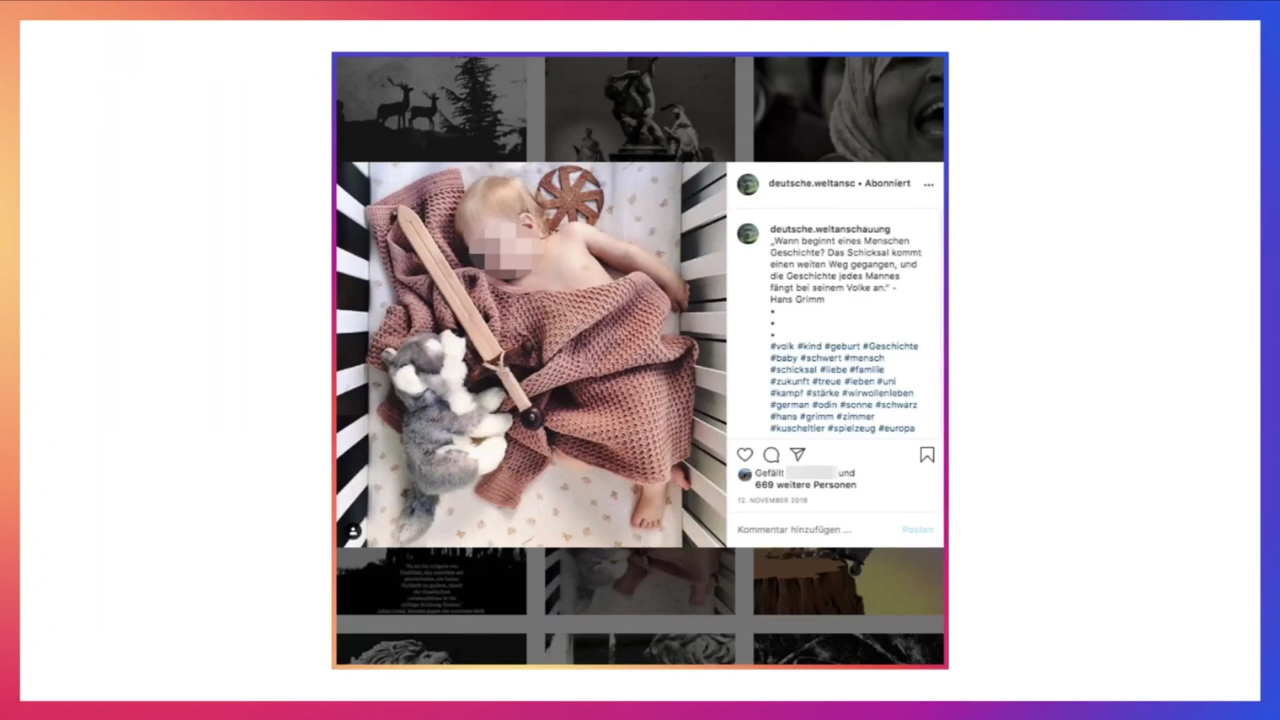 deutsche.weltansc • Abonniert
deutsche.weltanschauung
„Wann beginnt eines Menschen
Geschichte? Das Schicksal kommt
einen weiten Weg gegangen, und
die Geschichte jedes Mannes
fängt bei seinem Volke an." -
Hans Grimm
#volk #kind #geburt #Geschichte
#baby #schwert #mensch
#schicksal #liebe #familie
#zukunft #treue #leben #uni
#kampf #stärke #wirwollenleben
#german #odin #sonne #schwarz
#hans #grimm #zimmer
#kuscheltier #spielzeug #europa
Gefällt und
669 weitere Personen
12. NOVEMBER 2019
Kommentar hinzufügen ...
Posten